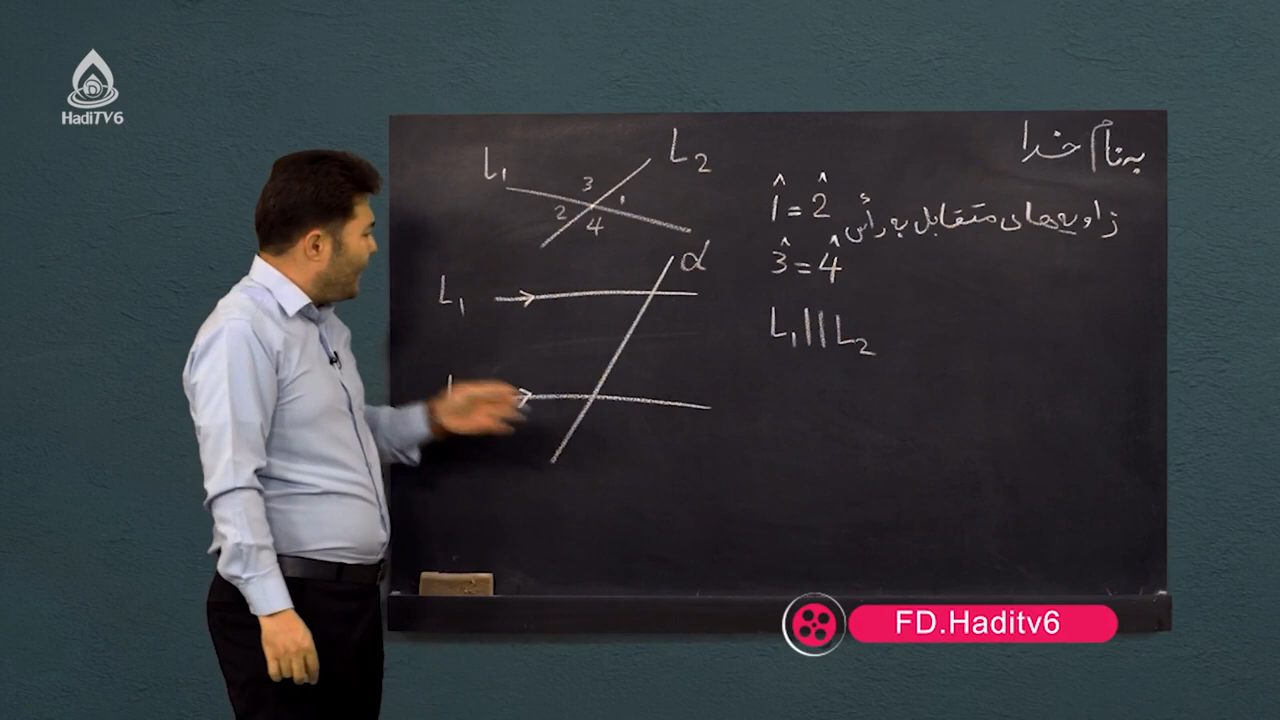 HadiTV6
به نام خدا
L₁
L₂
3
1
2
4
1̂ = 2̂ زاویه‌های متقابل به رأس
3̂ = 4̂
L₁ || L₂
L₁
α
FD.Haditv6